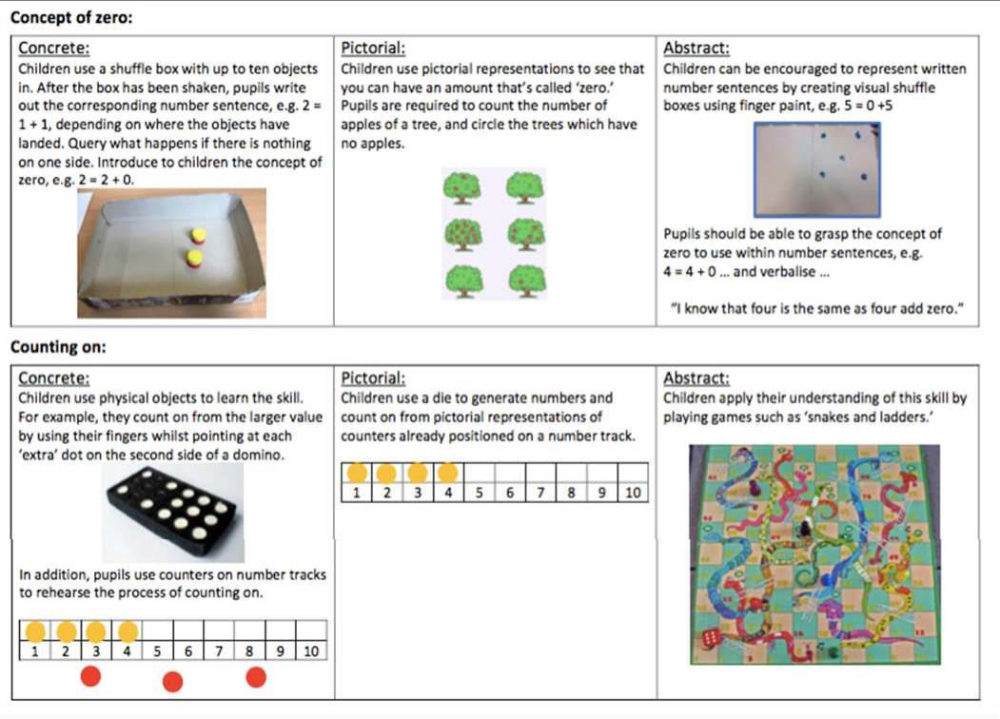 Concept of zero:
Concrete:
Children use a shuffle box with up to ten objects
in. After the box has been shaken, pupils write
out the corresponding number sentence, e.g. 2 =
1 + 1, depending on where the objects have
landed. Query what happens if there is nothing
on one side. Introduce to children the concept of
zero, e.g. 2 = 2 + 0.
Pictorial:
Children use pictorial representations to see that
you can have an amount that's called 'zero.'
Pupils are required to count the number of
apples of a tree, and circle the trees which have
no apples.
Abstract:
Children can be encouraged to represent written
number sentences by creating visual shuffle
boxes using finger paint, e.g. 5 = 0 +5
Pupils should be able to grasp the concept of
zero to use within number sentences, e.g.
4 = 4 + 0 ... and verbalise ...
"I know that four is the same as four add zero."
Counting on:
Concrete:
Children use physical objects to learn the skill.
For example, they count on from the larger value
by using their fingers whilst pointing at each
'extra' dot on the second side of a domino.
In addition, pupils use counters on number tracks
to rehearse the process of counting on.
1 2 3 4 5 6 7 8 9 10
Pictorial:
Children use a die to generate numbers and
count on from pictorial representations of
counters already positioned on a number track.
1 2 3 4 5 6 7 8 9 10
Abstract:
Children apply their understanding of this skill by
playing games such as 'snakes and ladders.'